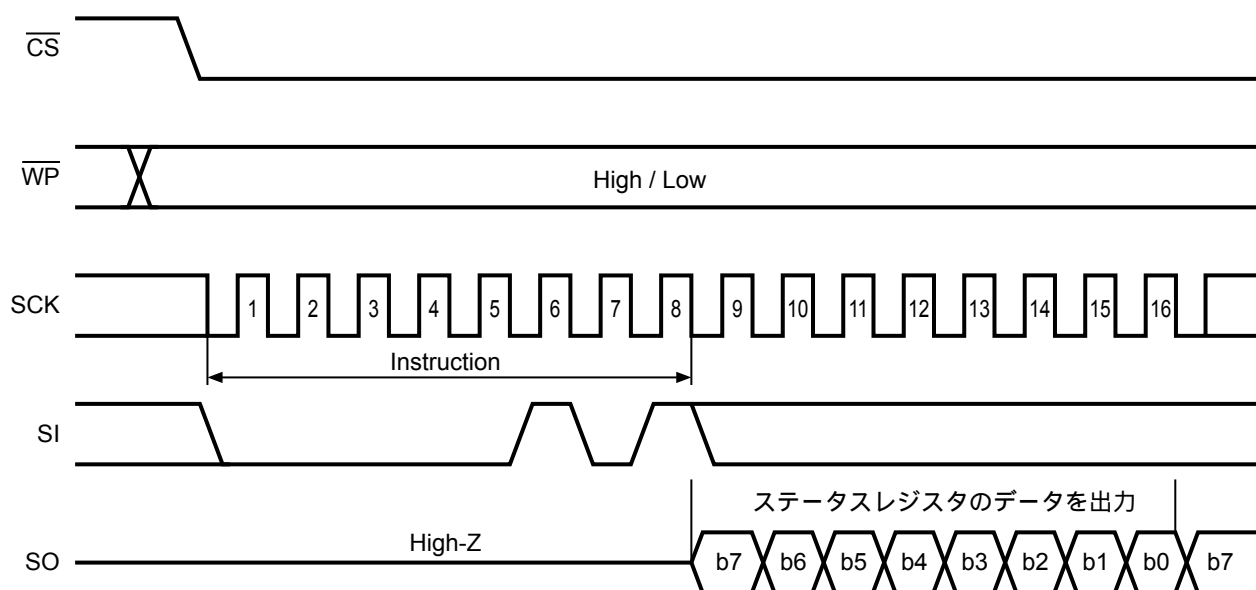 CS
WP
High / Low
SCK
1 2 3 4 5 6 7 8 9 10 11 12 13 14 15 16
Instruction
SI
ステータスレジスタのデータを出力
SO
High-Z
b7 b6 b5 b4 b3 b2 b1 b0 b7